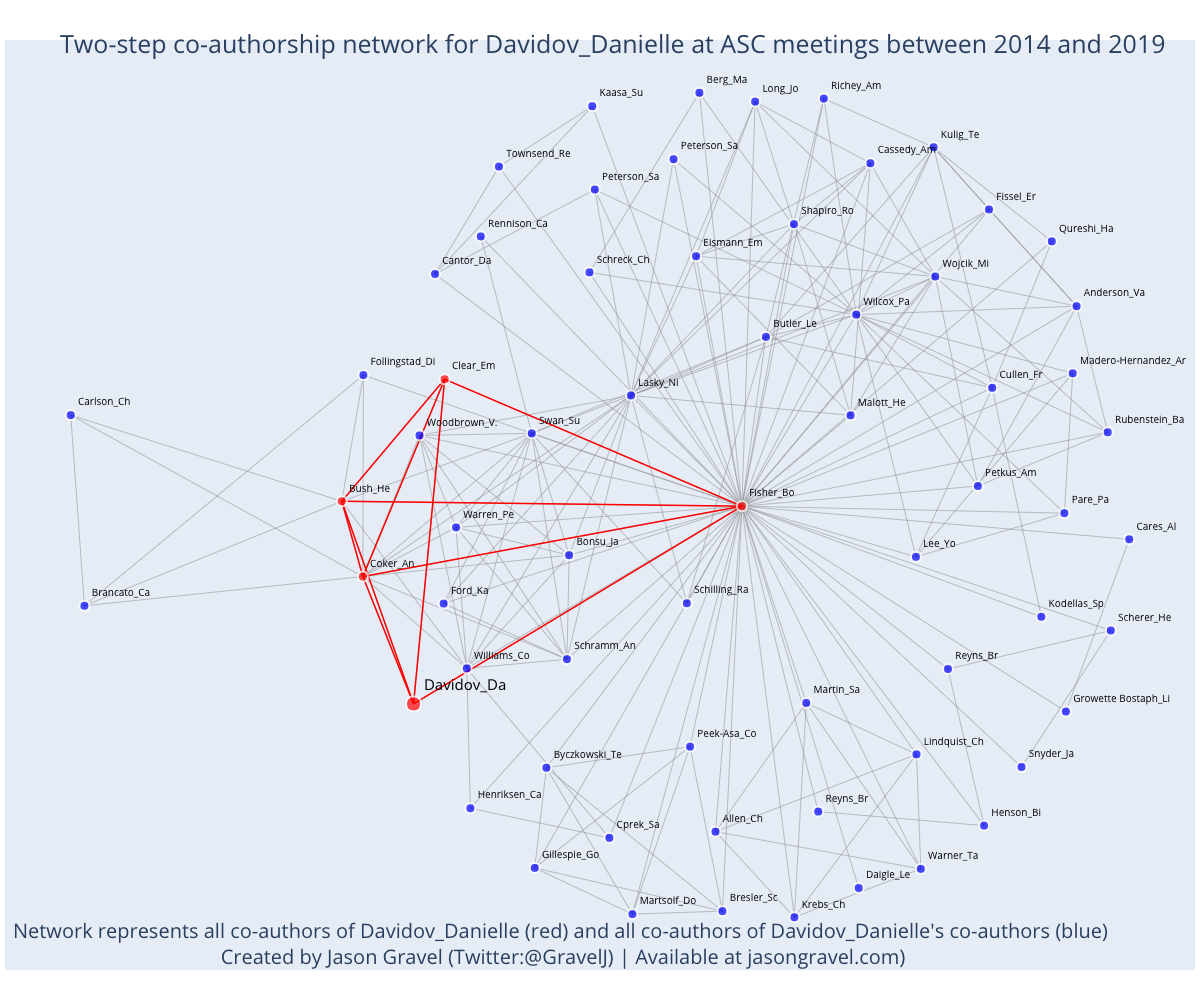 Two-step co-authorship network for Davidov_Danielle at ASC meetings between 2014 and 2019
Berg_Ma
Kaasa_Su
Long_Jo
Richey_Am
Kulig_Te
Townsend_Re
Peterson_Sa
Cassedy_Am
Peterson_Sa
Fissel_Er
Rennison_Ca
Shapiro_Ro
Qureshi_Ha
Cantor_Da
Schreck_Ch
Eismann_Em
Wojcik_Mi
Anderson_Va
Wilcox_Pa
Butler_Le
Follingstad_Di
Clear_Em
Madero-Hernandez_Ar
Lasky_Ni
Cullen_Fr
Carlson_Ch
Malott_He
Woodbrown_V.
Swan_Su
Rubenstein_Ba
Bush_He
Fisher_Bo
Petkus_Am
Pare_Pa
Warren_Pe
Cares_Al
Bonsu_Ja
Lee_Yo
Coker_An
Brancato_Ca
Ford_Ka
Schilling_Ra
Kodellas_Sp
Scherer_He
Schramm_An
Williams_Co
Reyns_Br
Davidov_Da
Martin_Sa
Growette Bostaph_Li
Peek-Asa_Co
Lindquist_Ch
Byczkowski_Te
Snyder_Ja
Henriksen_Ca
Reyns_Br
Henson_Bi
Cprek_Sa
Allen_Ch
Gillespie_Go
Warner_Ta
Daigle_Le
Martsolf_Do
Bresler_Sc
Krebs_Ch
Network represents all co-authors of Davidov_Danielle (red) and all co-authors of Davidov_Danielle's co-authors (blue)
Created by Jason Gravel (Twitter:@GravelJ) | Available at jasongravel.com)